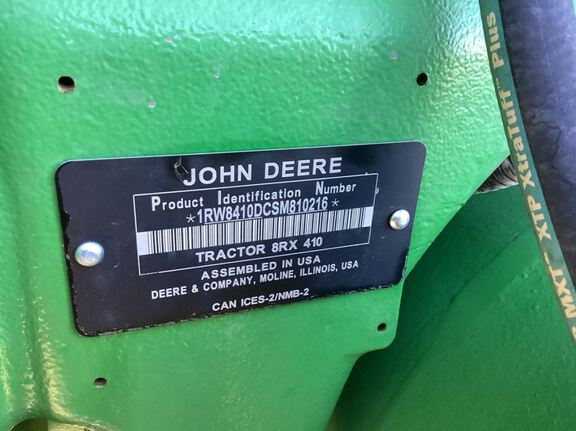 JOHN DEERE
Product Identification Number
*1RW8410DCSM810216*
TRACTOR 8RX 410
ASSEMBLED IN USA
DEERE & COMPANY, MOLINE, ILLINOIS, USA
CAN ICES-2/NMB-2
MXT XTP XtraTuff Plus